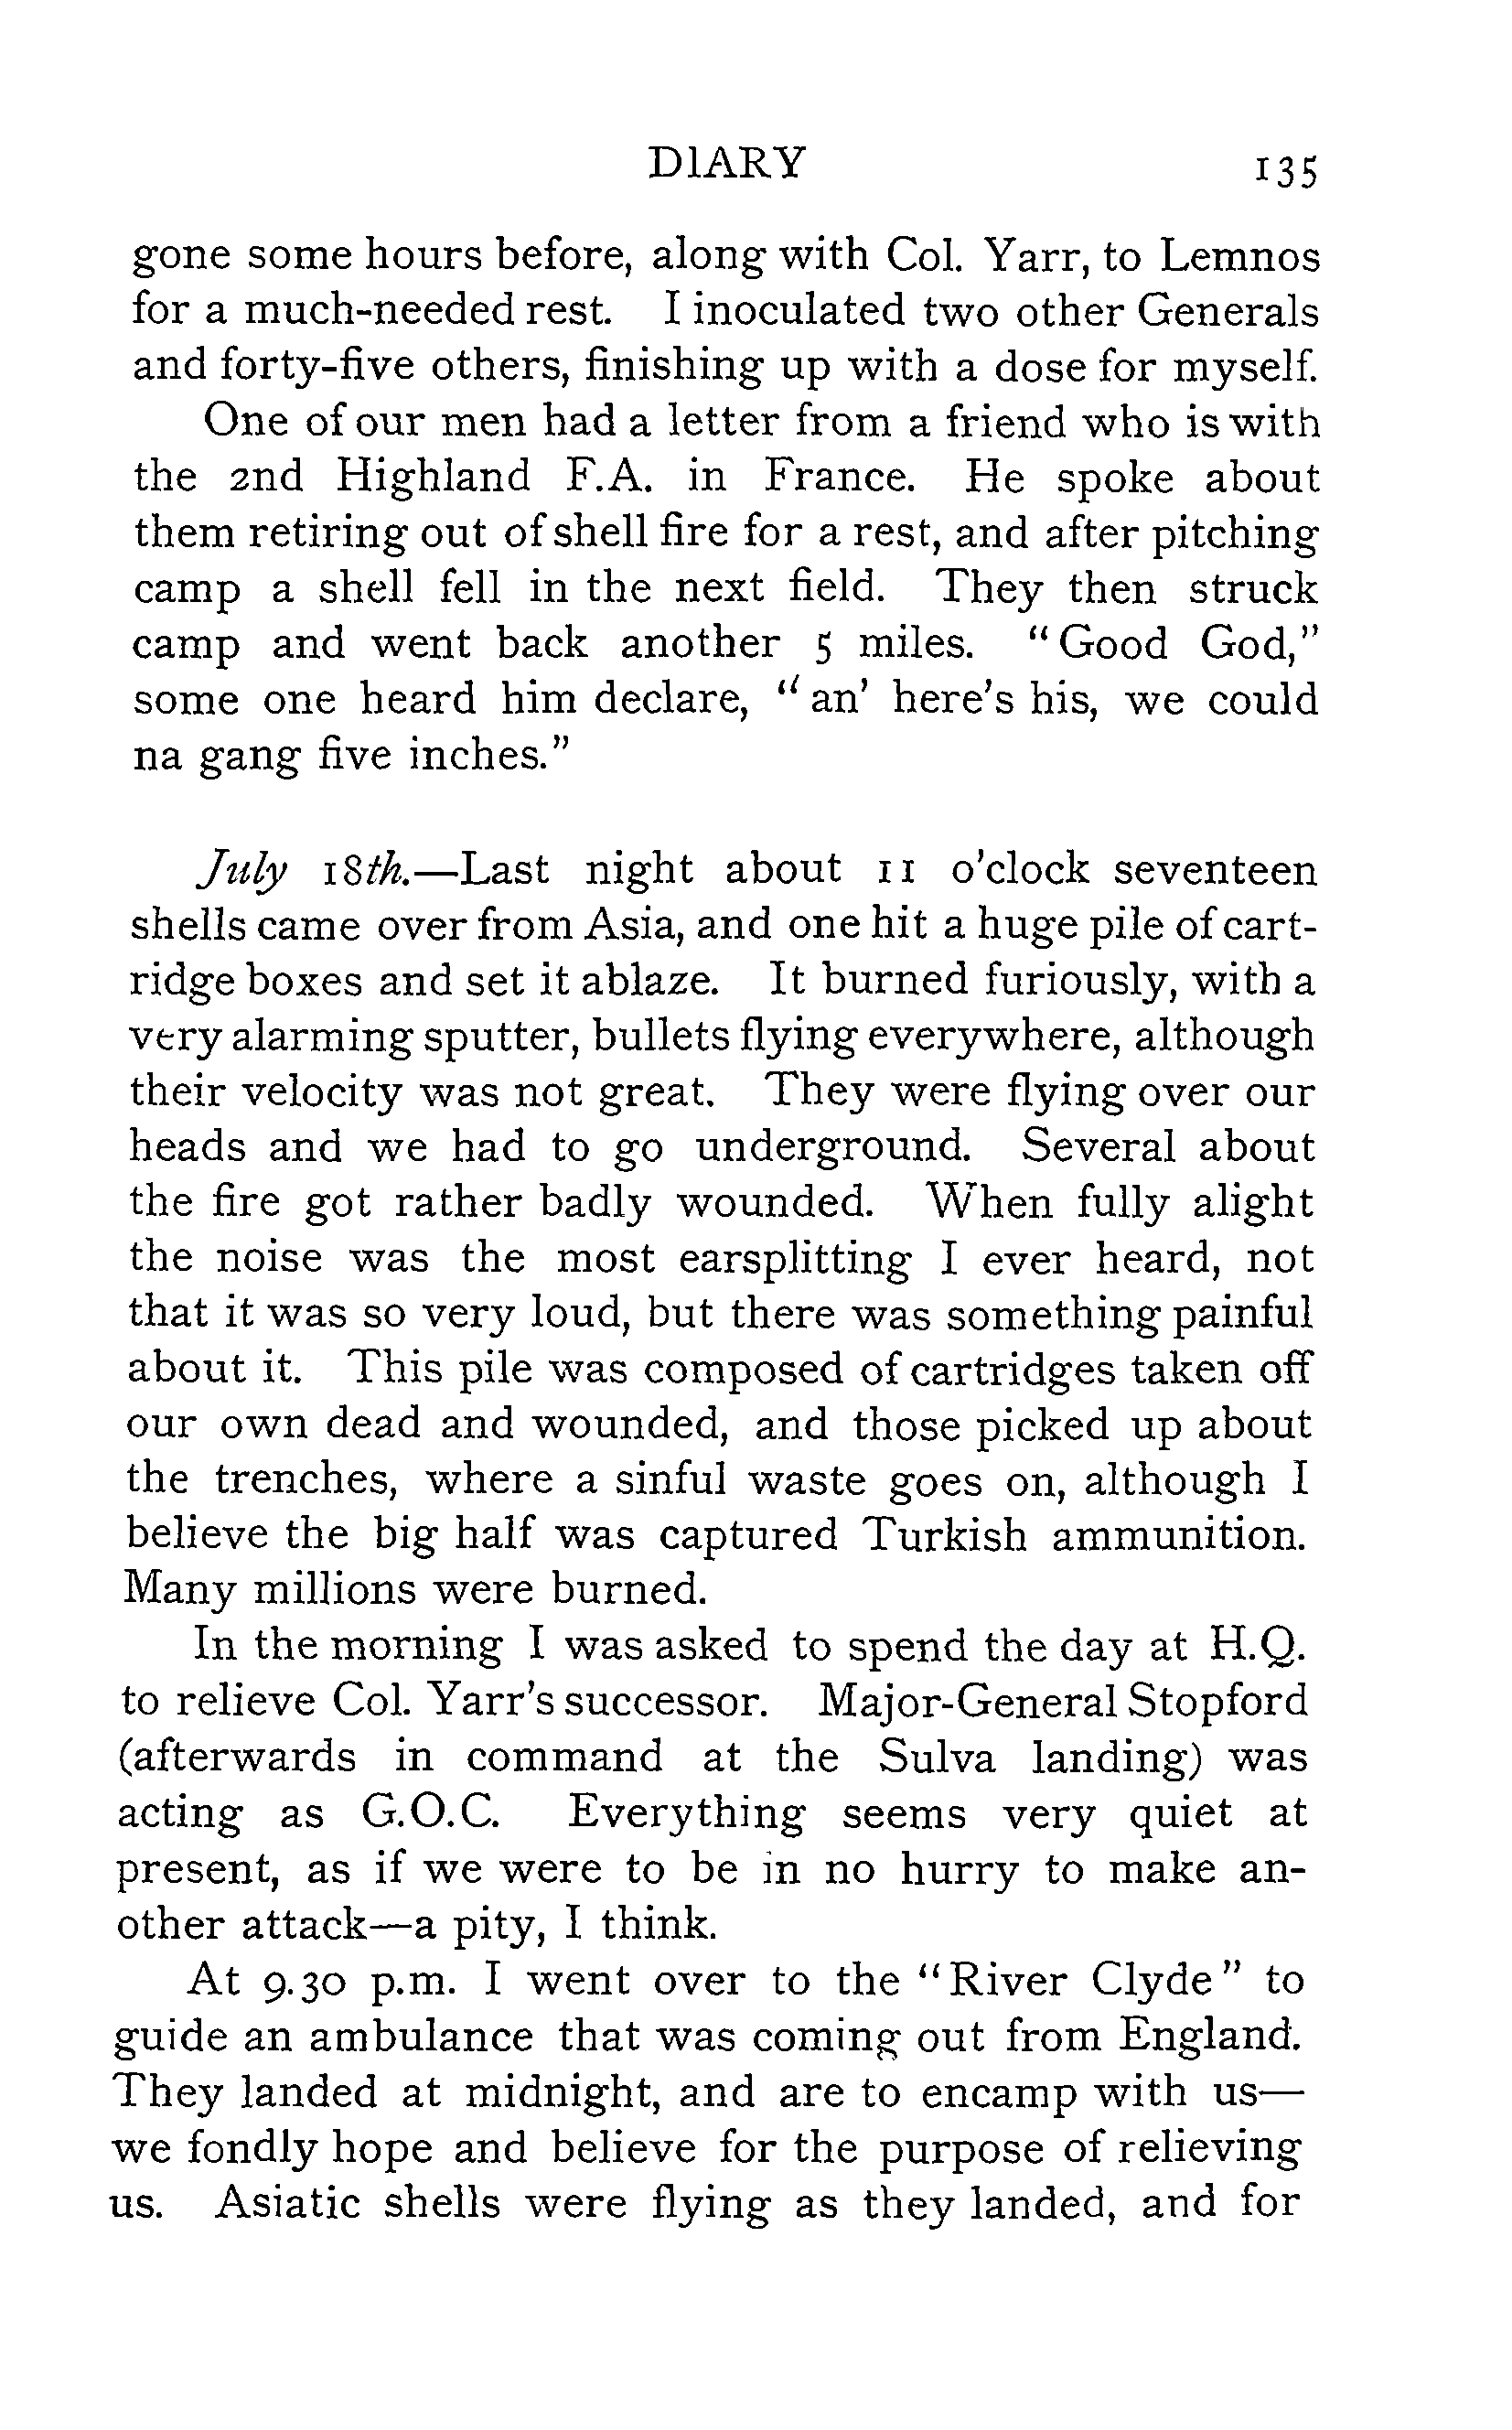 DIARY 135
gone some hours before, along with Col. Yarr, to Lemnos
for a much-needed rest. I inoculated two other Generals
and forty-five others, finishing up with a dose for myself.
One of our men had a letter from a friend who is with
the 2nd Highland F.A. in France. He spoke about
them retiring out of shell fire for a rest, and after pitching
camp a shell fell in the next field. They then struck
camp and went back another 5 miles. "Good God,"
some one heard him declare, "an' here's his, we could
na gang five inches."
July 18th.—Last night about 11 o'clock seventeen
shells came over from Asia, and one hit a huge pile of cart-
ridge boxes and set it ablaze. It burned furiously, with a
very alarming sputter, bullets flying everywhere, although
their velocity was not great. They were flying over our
heads and we had to go underground. Several about
the fire got rather badly wounded. When fully alight
the noise was the most earsplitting I ever heard, not
that it was so very loud, but there was something painful
about it. This pile was composed of cartridges taken off
our own dead and wounded, and those picked up about
the trenches, where a sinful waste goes on, although I
believe the big half was captured Turkish ammunition.
Many millions were burned.
In the morning I was asked to spend the day at H.Q.
to relieve Col. Yarr's successor. Major-General Stopford
(afterwards in command at the Sulva landing) was
acting as G.O.C. Everything seems very quiet at
present, as if we were to be in no hurry to make an-
other attack—a pity, I think.
At 9.30 p.m. I went over to the "River Clyde" to
guide an ambulance that was coming out from England.
They landed at midnight, and are to encamp with us—
we fondly hope and believe for the purpose of relieving
us. Asiatic shells were flying as they landed, and for